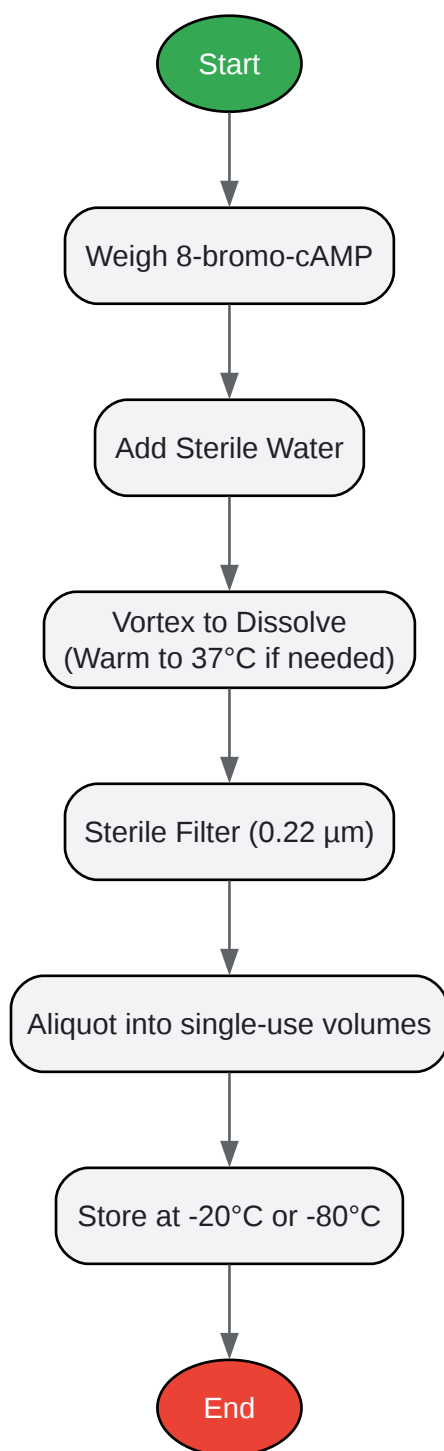 Start
Weigh 8-bromo-cAMP
Add Sterile Water
Vortex to Dissolve
(Warm to 37°C if needed)
Sterile Filter (0.22 µm)
Aliquot into single-use volumes
Store at -20°C or -80°C
End